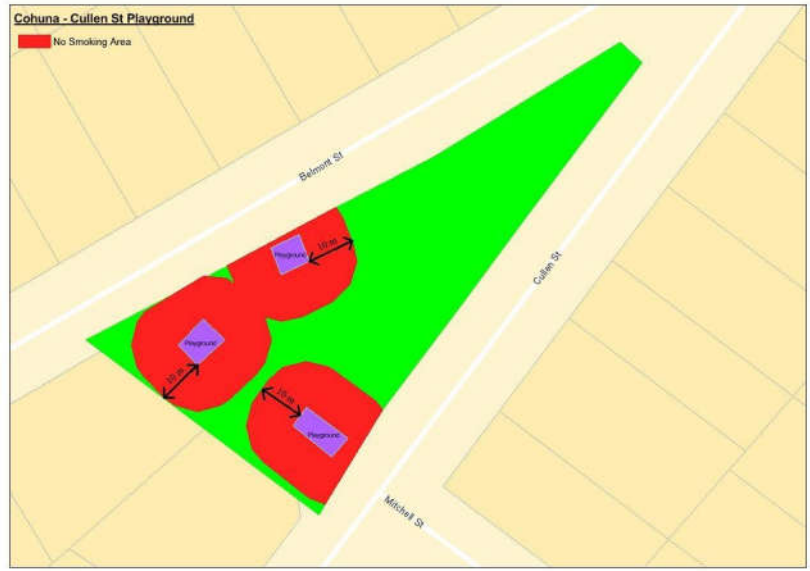 Cohuna - Cullen St Playground
No Smoking Area
Belmont St
10 m
Playground
Cullen St
Playground
10 m
10 m
Playground
Mitchell St